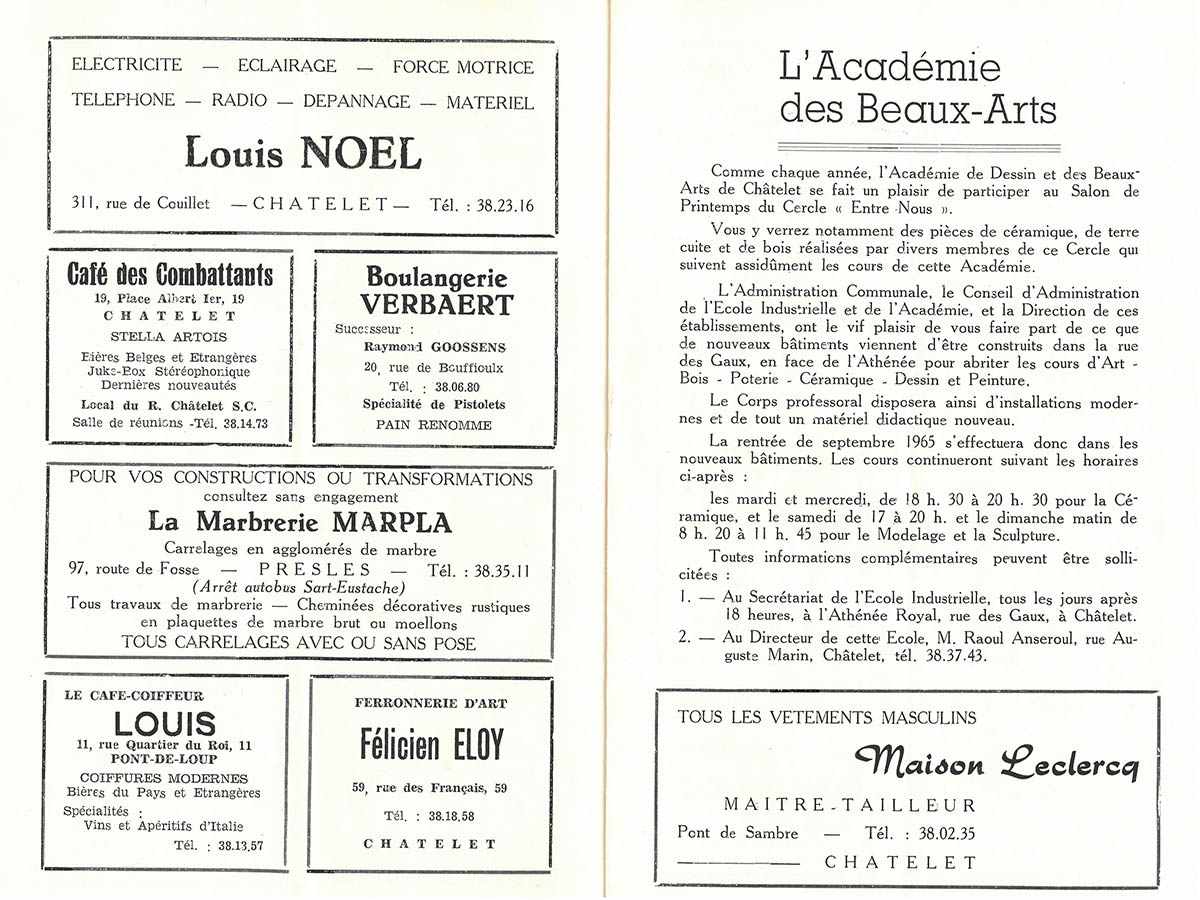 ELECTRICITE — ECLAIRAGE — FORCE MOTRICE
TELEPHONE — RADIO — DEPANNAGE — MATERIEL
Louis NOEL
311, rue de Couillet — CHATELET — Tél. : 38.23.16
Café des Combattants
19, Place Albert Ier, 19
CHATELET
STELLA ARTOIS
Bières Belges et Etrangères
Juke-Box Stéréophonique
Dernières nouveautés
Local du R. Châtelet S.C.
Salle de réunions -Tél. 38.14.73
Boulangerie
VERBAERT
Successeur :
Raymond GOOSSENS
20, rue de Bouffioulx
Tél. : 38.06.80
Spécialité de Pistolets
PAIN RENOMME
POUR VOS CONSTRUCTIONS OU TRANSFORMATIONS
consultez sans engagement
La Marbrerie MARPLA
Carrelages en agglomérés de marbre
97, route de Fosse — PRESLES — Tél. : 38.35.11
(Arrêt autobus Sart-Eustache)
Tous travaux de marbrerie — Cheminées décoratives rustiques
en plaquettes de marbre brut ou moellons
TOUS CARRELAGES AVEC OU SANS POSE
LE CAFE-COIFFEUR
LOUIS
11, rue Quartier du Roi, 11
PONT-DE-LOUP
COIFFURES MODERNES
Bières du Pays et Etrangères
Spécialités :
Vins et Apéritifs d'Italie
Tél. : 38.13,57
FERRONNERIE D'ART
Félicien ELOY
59, rue des Français, 59
Tél. : 38.18.58
CHATELET
L'Académie
des Beaux-Arts
Comme chaque année, l'Académie de Dessin et des Beaux-
Arts de Châtelet se fait un plaisir de participer au Salon de
Printemps du Cercle « Entre Nous ».
Vous y verrez notamment des pièces de céramique, de terre
cuite et de bois réalisées par divers membres de ce Cercle qui
suivent assidûment les cours de cette Académie.
L'Administration Communale, le Conseil d'Administration
de l'Ecole Industrielle et de l'Académie, et la Direction de ces
établissements, ont le vif plaisir de vous faire part de ce que
de nouveaux bâtiments viennent d'être construits dans la rue
des Gaux, en face de l'Athénée pour abriter les cours d'Art -
Bois - Poterie - Céramique - Dessin et Peinture.
Le Corps professoral disposera ainsi d'installations moder-
nes et de tout un matériel didactique nouveau.
La rentrée de septembre 1965 s'effectuera donc dans les
nouveaux bâtiments. Les cours continueront suivant les horaires
ci-après :
les mardi et mercredi, de 18 h. 30 à 20 h. 30 pour la Cé-
ramique, et le samedi de 17 à 20 h. et le dimanche matin de
8 h. 20 à 11 h. 45 pour le Modelage et la Sculpture.
Toutes informations complémentaires peuvent être solli-
citées :
1. — Au Secrétariat de l'Ecole Industrielle, tous les jours après
18 heures, à l'Athénée Royal, rue des Gaux, à Châtelet.
2. — Au Directeur de cette Ecole, M. Raoul Anseroul, rue Au-
guste Marin, Châtelet, tél. 38.37.43.
TOUS LES VETEMENTS MASCULINS
Maison Leclercq
MAITRE-TAILLEUR
Pont de Sambre — Tél. : 38.02.35
CHATELET